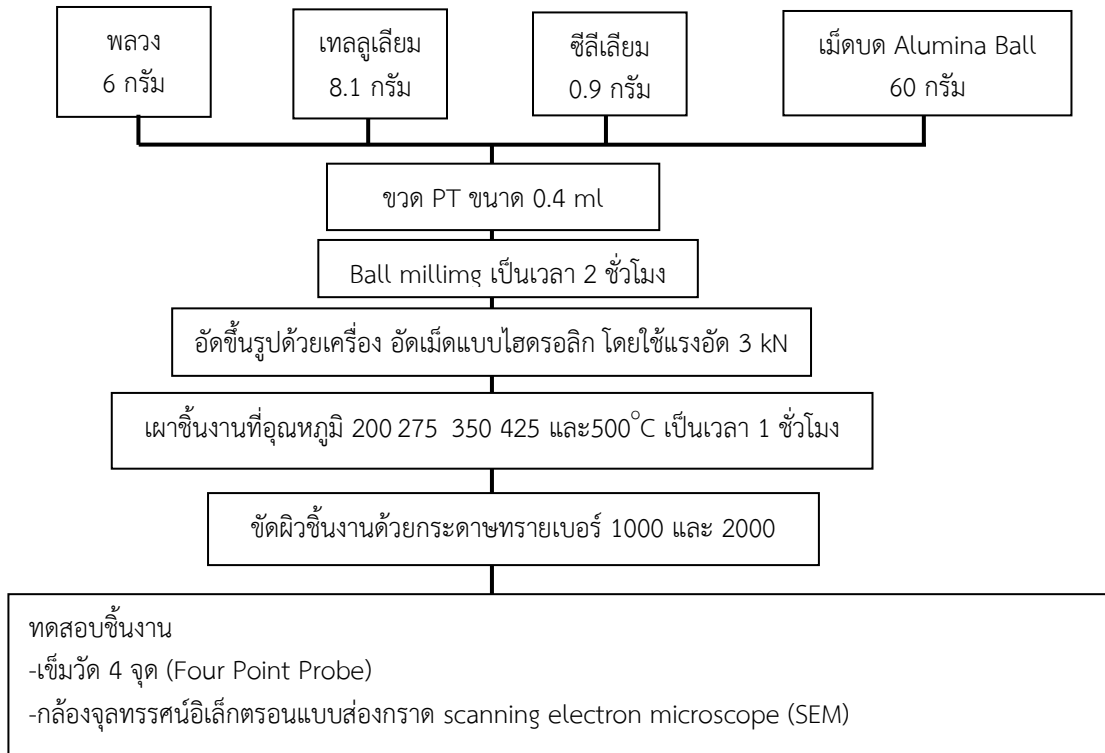 พลวง
6 กรัม
เทลลูเลียม
8.1 กรัม
ซีลีเลียม
0.9 กรัม
เม็ดบด Alumina Ball
60 กรัม
ขวด PT ขนาด 0.4 ml
Ball millimg เป็นเวลา 2 ชั่วโมง
อัดขึ้นรูปด้วยเครื่อง อัดเม็ดแบบไฮดรอลิก โดยใช้แรงอัด 3 kN
เผาชิ้นงานที่อุณหภูมิ 200 275 350 425 และ500°C เป็นเวลา 1 ชั่วโมง
ขัดผิวชิ้นงานด้วยกระดาษทรายเบอร์ 1000 และ 2000
ทดสอบชิ้นงาน
-เข็มวัด 4 จุด (Four Point Probe)
-กล้องจุลทรรศน์อิเล็กตรอนแบบส่องกราด scanning electron microscope (SEM)